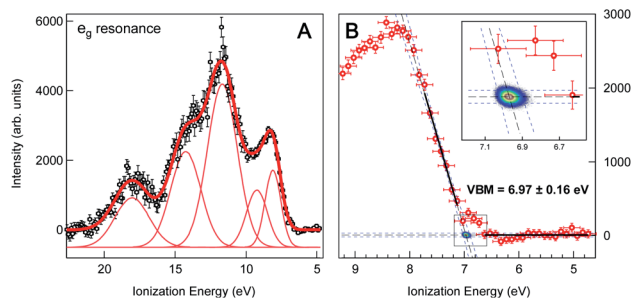 e_g resonance
A
Intensity (arb. units)
6000
4000
2000
0
20
15
10
5
Ionization Energy (eV)
B
7.1
6.9
6.7
VBM = 6.97 ± 0.16 eV
3000
2000
1000
0
9
8
7
6
5
Ionization Energy (eV)